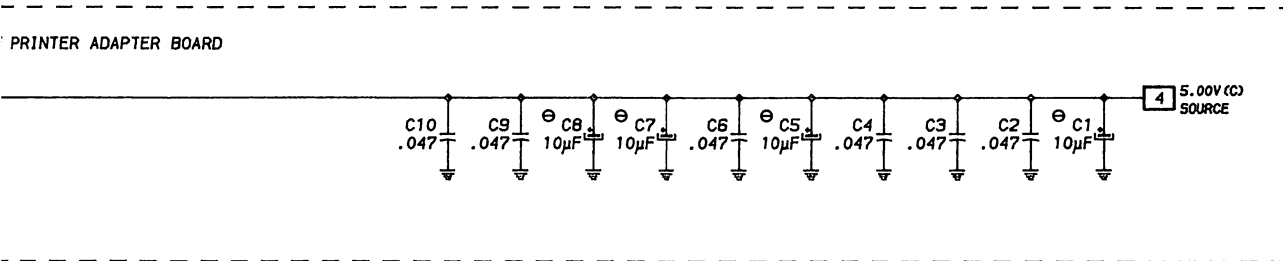 PRINTER ADAPTER BOARD
4
5.00V(C)
SOURCE
C10
.047
C9
.047
C8
10μF
C7
10μF
C6
.047
C5
10μF
C4
.047
C3
.047
C2
.047
C1
10μF